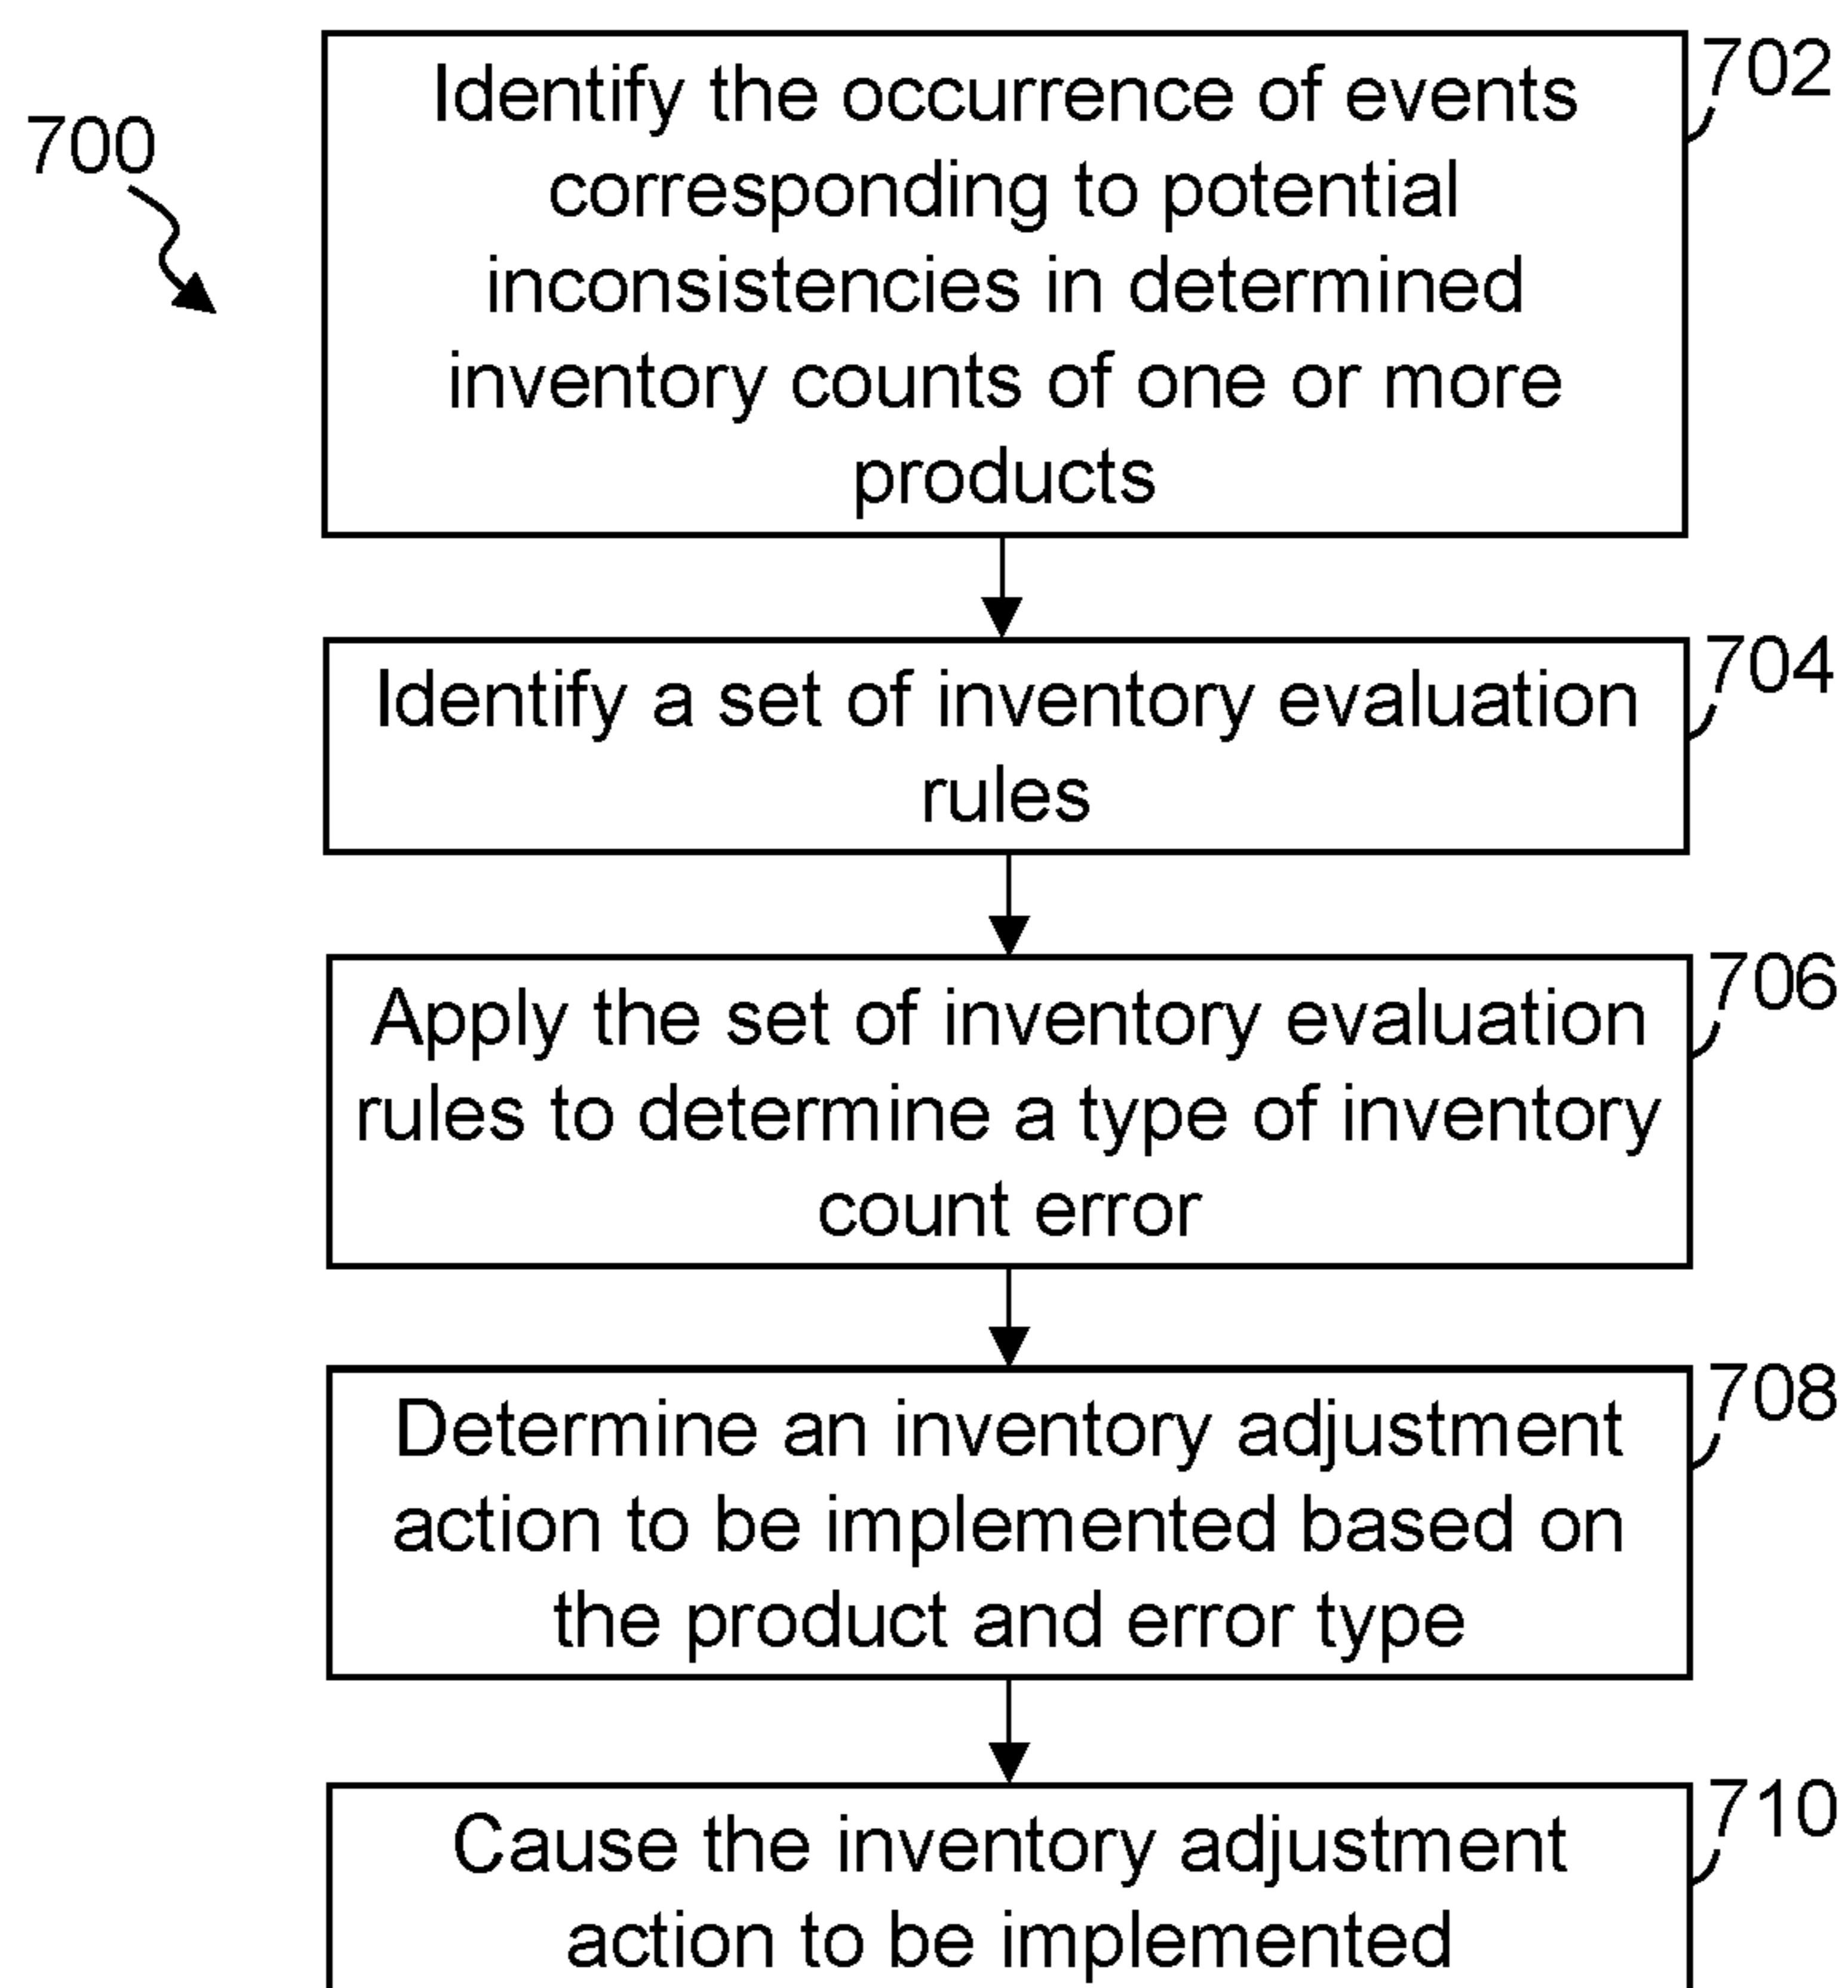 700
702
Identify the occurrence of events
corresponding to potential
inconsistencies in determined
inventory counts of one or more
products
704
Identify a set of inventory evaluation
rules
706
Apply the set of inventory evaluation
rules to determine a type of inventory
count error
708
Determine an inventory adjustment
action to be implemented based on
the product and error type
710
Cause the inventory adjustment
action to be implemented